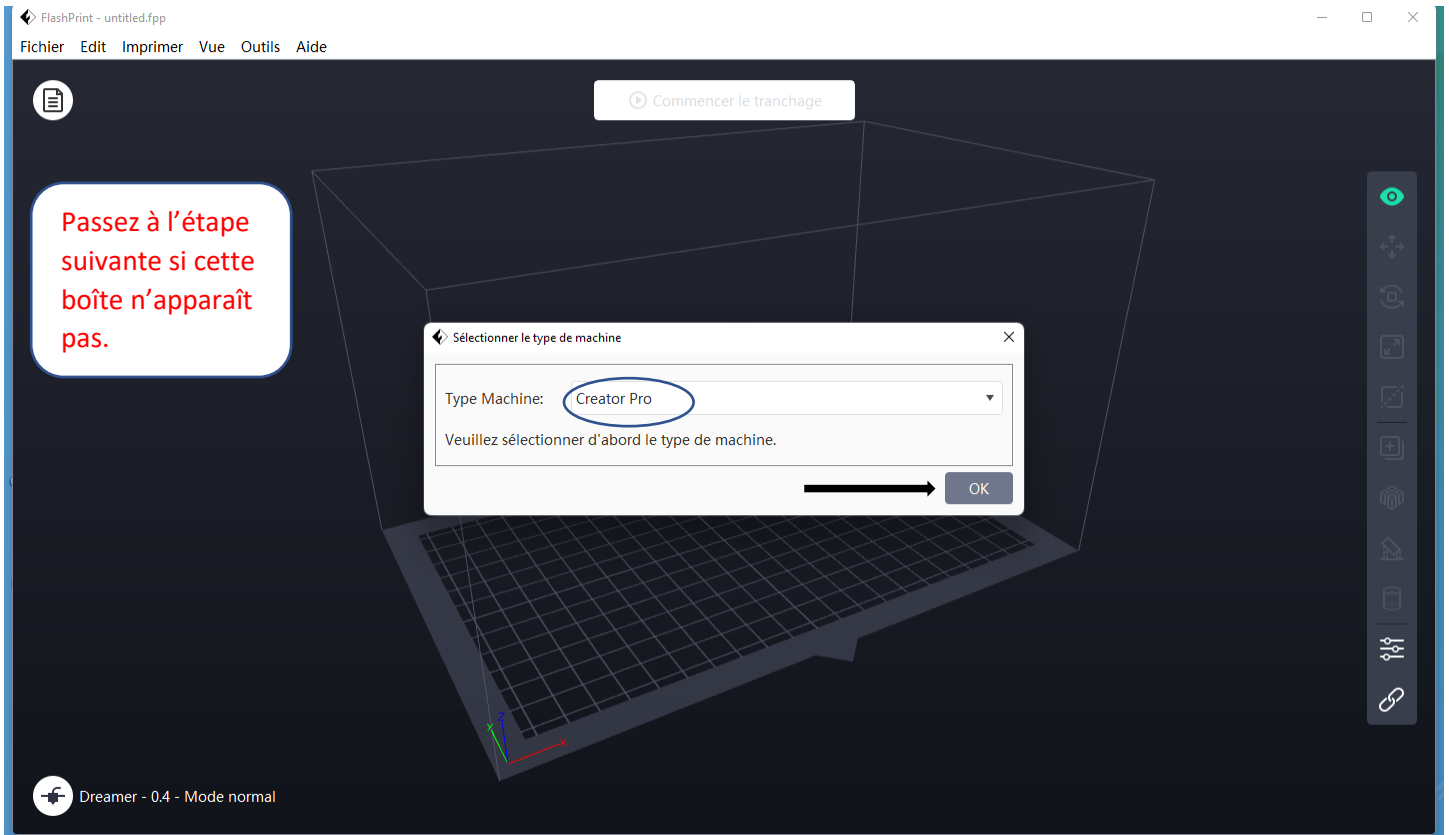 FlashPrint - untitled.fpp
Fichier Edit Imprimer Vue Outils Aide
Commencer le tranchage
Passez à l’étape
suivante si cette
boîte n’apparaît
pas.
Sélectionner le type de machine
Type Machine: Creator Pro
Veuillez sélectionner d'abord le type de machine.
OK
Z
Y
X
Dreamer - 0.4 - Mode normal